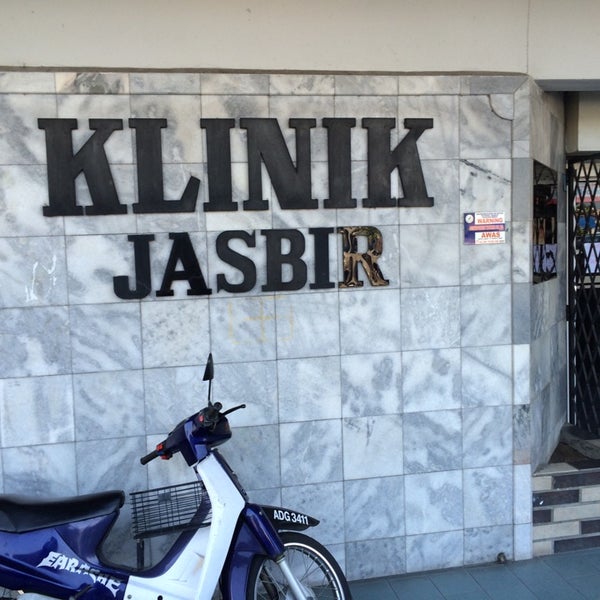 KLINIK
JASBIR
WARNING
AWAS
ADG 3411